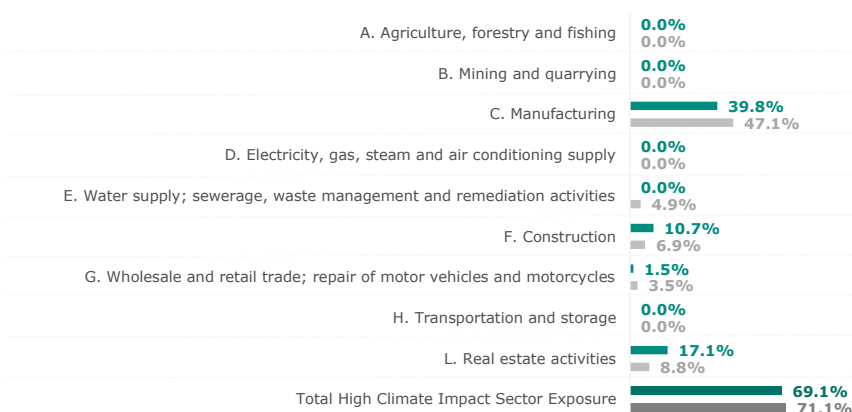 A. Agriculture, forestry and fishing
0.0%
0.0%
B. Mining and quarrying
0.0%
0.0%
C. Manufacturing
39.8%
47.1%
D. Electricity, gas, steam and air conditioning supply
0.0%
0.0%
E. Water supply; sewerage, waste management and remediation activities
0.0%
4.9%
F. Construction
10.7%
6.9%
G. Wholesale and retail trade; repair of motor vehicles and motorcycles
1.5%
3.5%
H. Transportation and storage
0.0%
0.0%
L. Real estate activities
17.1%
8.8%
Total High Climate Impact Sector Exposure
69.1%
71.1%